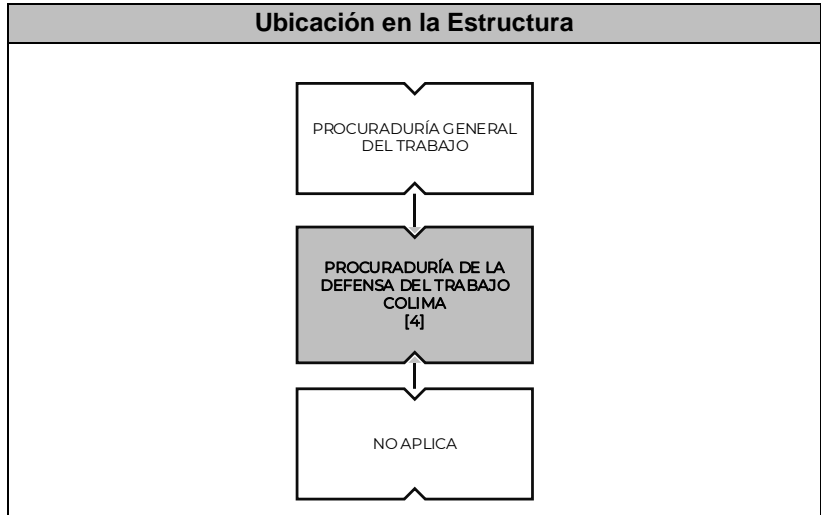 Ubicación en la Estructura
PROCURADURÍA GENERAL
DEL TRABAJO
PROCURADURÍA DE LA
DEFENSA DEL TRABAJO
COLIMA
[4]
NO APLICA